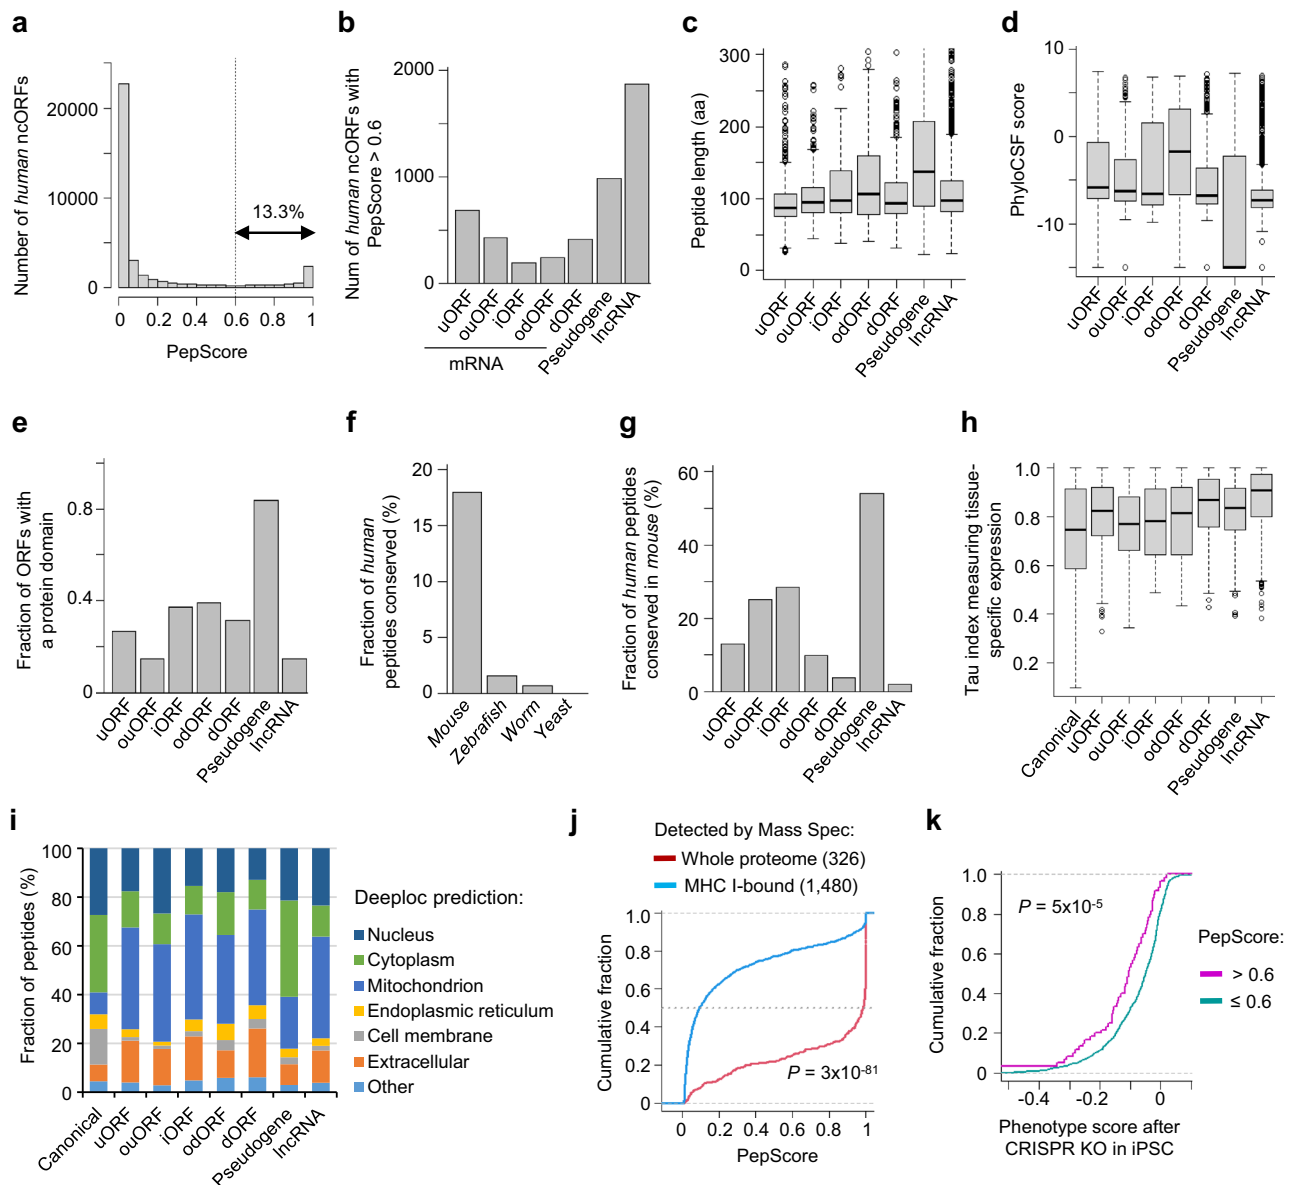 a
Number of human ncORFs
20000
10000
0
13.3%
0 0.2 0.4 0.6 0.8 1
PepScore
b
Num of human ncORFs with
PepScore > 0.6
2000
1000
0
uORF
ouORF
iORF
odORF
dORF
Pseudogene
lncRNA
mRNA
c
Peptide length (aa)
300
200
100
0
uORF
ouORF
iORF
odORF
dORF
Pseudogene
lncRNA
d
PhyloCSF score
10
0
-10
uORF
ouORF
iORF
odORF
dORF
Pseudogene
lncRNA
e
Fraction of ORFs with
a protein domain
0.8
0.4
0
uORF
ouORF
iORF
odORF
dORF
Pseudogene
lncRNA
f
Fraction of human
peptides conserved (%)
20
15
10
5
0
Mouse
Zebrafish
Worm
Yeast
g
Fraction of human peptides
conserved in mouse (%)
60
40
20
0
uORF
ouORF
iORF
odORF
dORF
Pseudogene
lncRNA
h
Tau index measuring tissue-
specific expression
1.0
0.8
0.6
0.4
0.2
Canonical
uORF
ouORF
iORF
odORF
dORF
Pseudogene
lncRNA
i
Fraction of peptides (%)
100
80
60
40
20
0
Canonical
uORF
ouORF
iORF
odORF
dORF
Pseudogene
lncRNA
Deeploc prediction:
Nucleus
Cytoplasm
Mitochondrion
Endoplasmic reticulum
Cell membrane
Extracellular
Other
j
Detected by Mass Spec:
Whole proteome (326)
MHC I-bound (1,480)
Cumulative fraction
1.0
0.8
0.6
0.4
0.2
0
P = 3x10-81
0 0.2 0.4 0.6 0.8 1
PepScore
k
Cumulative fraction
1.0
0.8
0.6
0.4
0.2
0
P = 5x10-5
-0.4 -0.2 0
Phenotype score after
CRISPR KO in iPSC
PepScore:
> 0.6
≤ 0.6